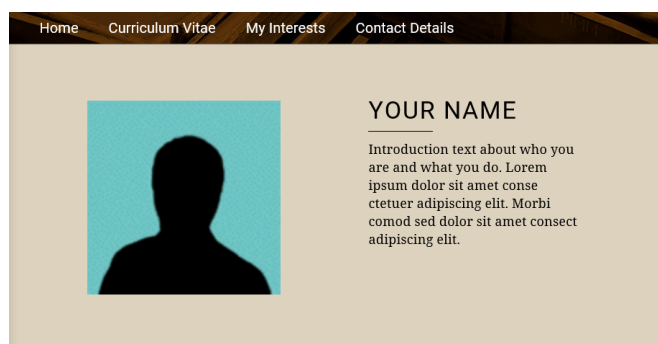 Home Curriculum Vitae My Interests Contact Details
YOUR NAME
Introduction text about who you
are and what you do. Lorem
ipsum dolor sit amet conse
ctetuer adipiscing elit. Morbi
comod sed dolor sit amet consect
adipiscing elit.